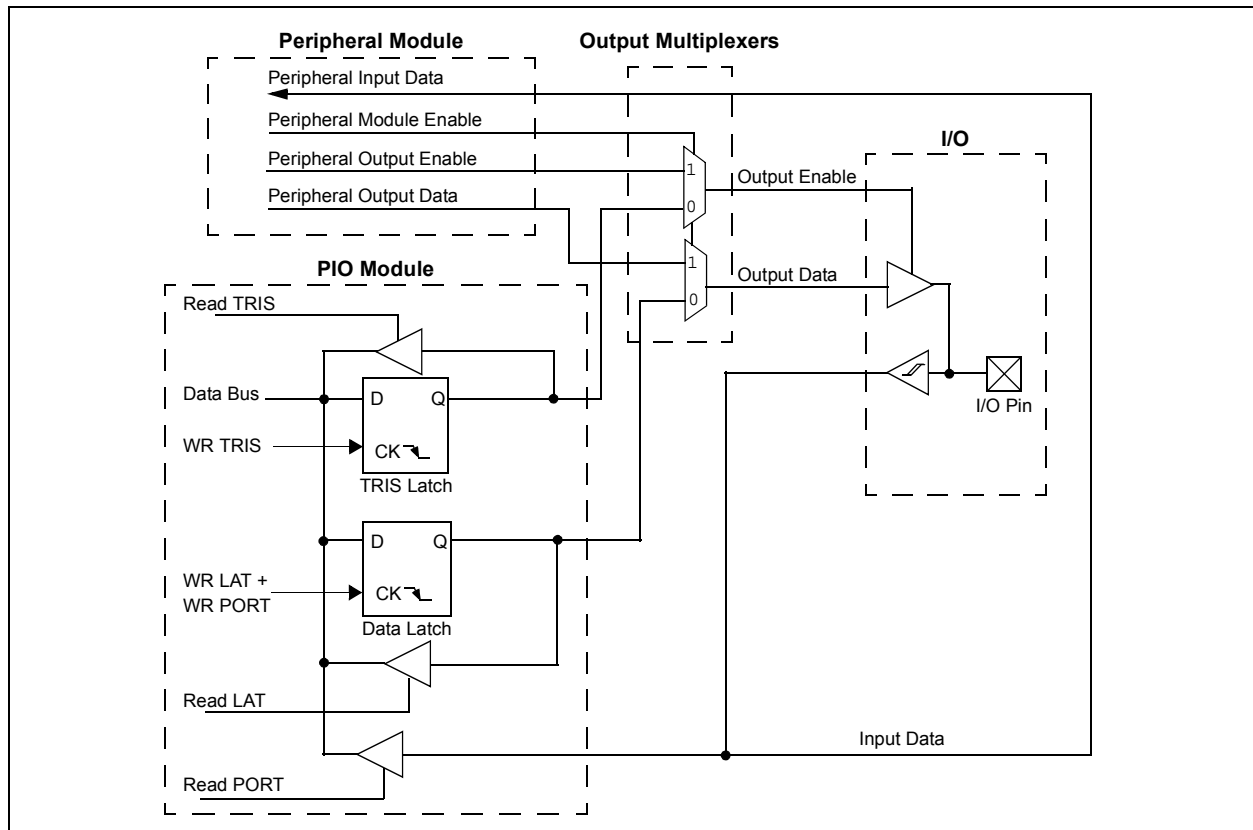 Peripheral Module
Output Multiplexers
Peripheral Input Data
Peripheral Module Enable
I/O
Peripheral Output Enable
1
Output Enable
Peripheral Output Data
0
PIO Module
1
Output Data
0
Read TRIS
Data Bus
D
Q
I/O Pin
WR TRIS
CK
TRIS Latch
D
Q
WR LAT +
WR PORT
CK
Data Latch
Read LAT
Input Data
Read PORT